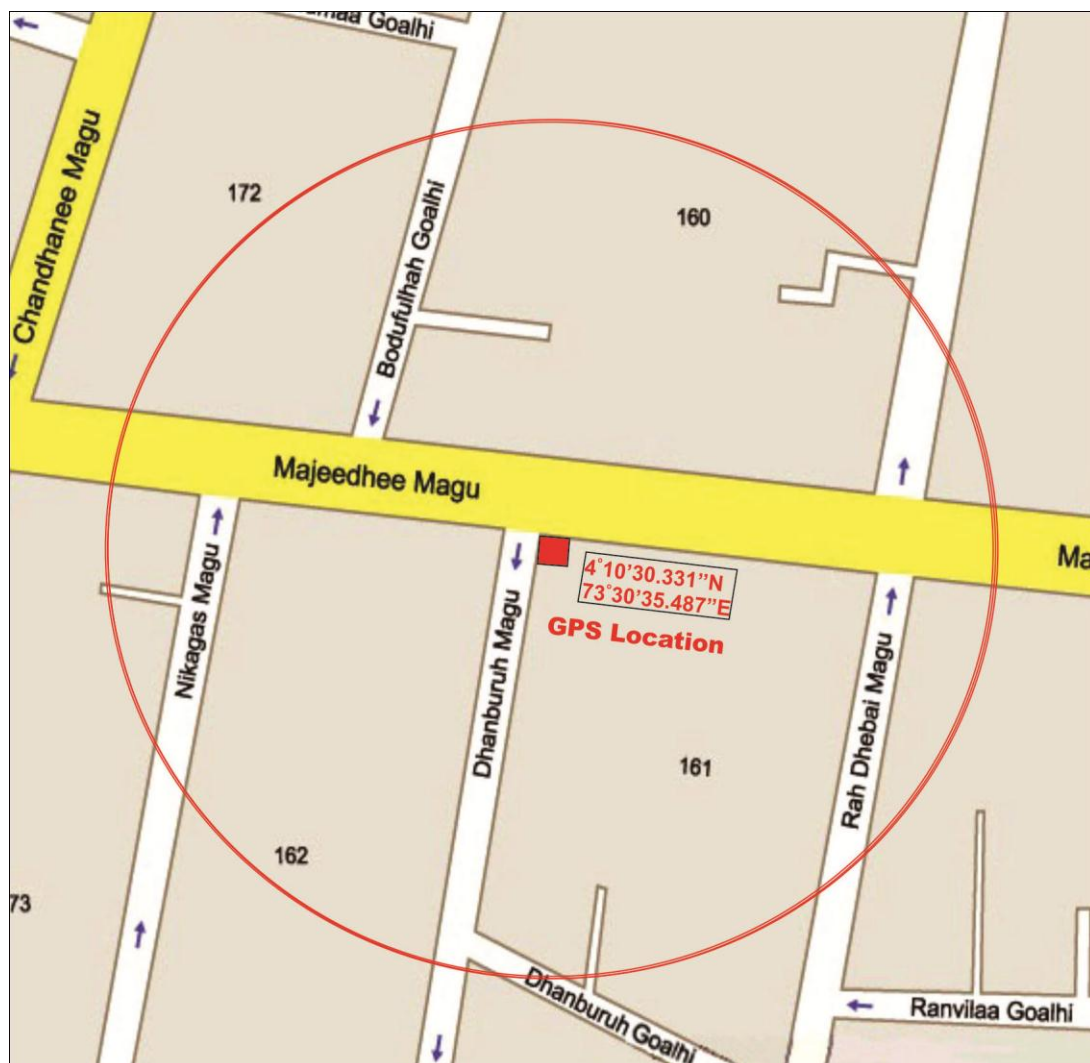 Goalhi
Chandhanee Magu
172
Bodufulhah Goalhi
160
Majeedhee Magu
Nikagas Magu
Dhanburuh Magu
4°10’30.331”N
73°30’35.487”E
GPS Location
Ma
Rah Dhebai Magu
161
162
73
Dhanburuh Goalhi
Ranvilaa Goalhi